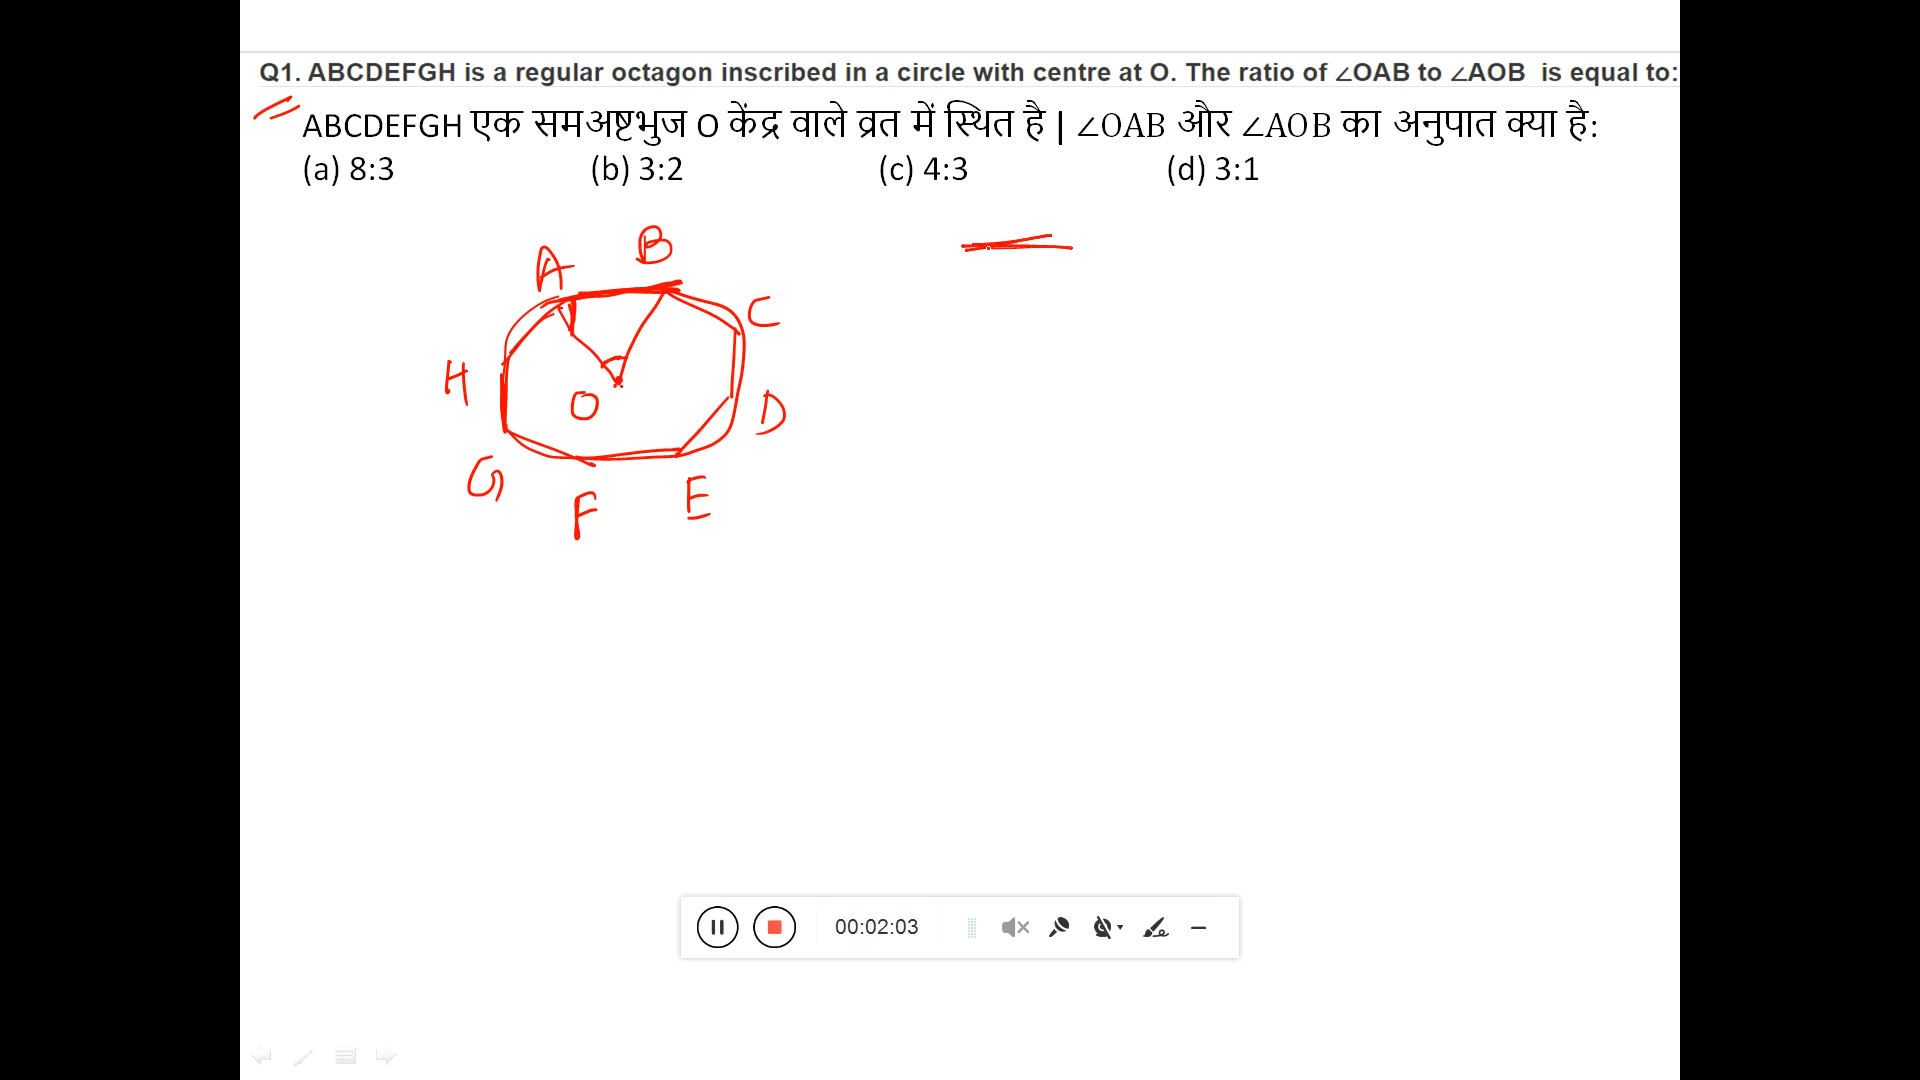 Q1. ABCDEFGH is a regular octagon inscribed in a circle with centre at O. The ratio of ∠OAB to ∠AOB is equal to:
ABCDEFGH एक समअष्टभुज O केंद्र वाले व्रत में स्थित है | ∠OAB और ∠AOB का अनुपात क्या है:
(a) 8:3 (b) 3:2 (c) 4:3 (d) 3:1
A B
C
H
O D
G
F E
00:02:03